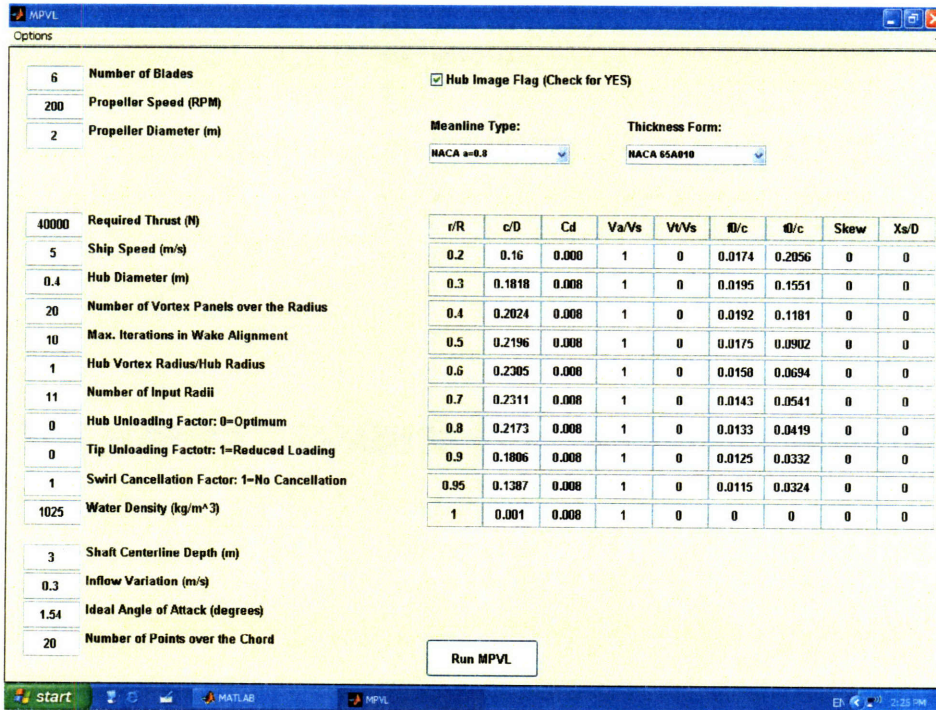 MPVL
Options
6 Number of Blades
200 Propeller Speed (RPM)
2 Propeller Diameter (m)
Hub Image Flag (Check for YES)
Meanline Type: Thickness Form:
NACA a=0.8 NACA 65A010
40000 Required Thrust (N)
5 Ship Speed (m/s)
0.4 Hub Diameter (m)
20 Number of Vortex Panels over the Radius
10 Max. Iterations in Wake Alignment
1 Hub Vortex Radius/Hub Radius
11 Number of Input Radii
0 Hub Unloading Factor: 0=Optimum
0 Tip Unloading Factotr: 1=Reduced Loading
1 Swirl Cancellation Factor: 1=No Cancellation
1025 Water Density (kg/m^3)
3 Shaft Centerline Depth (m)
0.3 Inflow Variation (m/s)
1.54 Ideal Angle of Attack (degrees)
20 Number of Points over the Chord
r/R c/D Cd Va/Vs Vt/Vs f0/c t0/c Skew Xs/D
0.2 0.16 0.008 1 0 0.0174 0.2056 0 0
0.3 0.1818 0.008 1 0 0.0195 0.1551 0 0
0.4 0.2024 0.008 1 0 0.0192 0.1181 0 0
0.5 0.2196 0.008 1 0 0.0175 0.0902 0 0
0.6 0.2305 0.008 1 0 0.0158 0.0694 0 0
0.7 0.2311 0.008 1 0 0.0143 0.0541 0 0
0.8 0.2173 0.008 1 0 0.0133 0.0419 0 0
0.9 0.1806 0.008 1 0 0.0125 0.0332 0 0
0.95 0.1387 0.008 1 0 0.0115 0.0324 0 0
1 0.001 0.008 1 0 0 0 0 0
Run MPVL
start MATLAB MPVL EN 2:25 PM